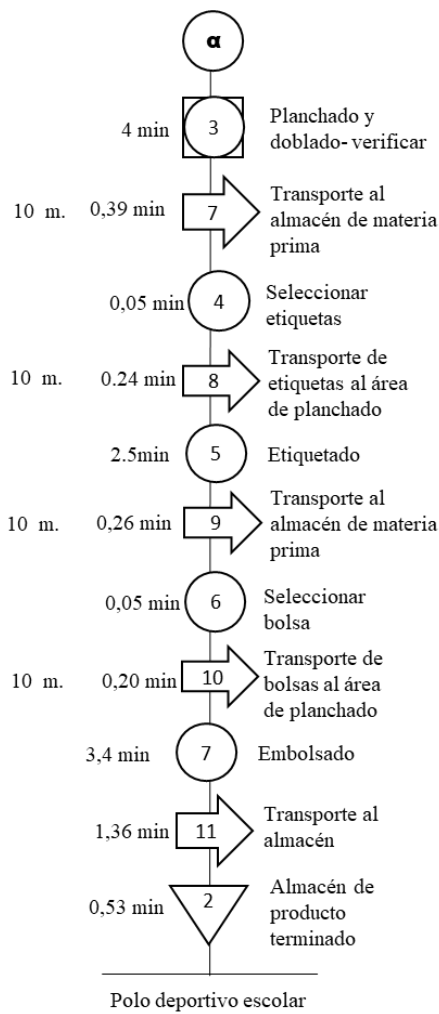 α
4 min
3
Planchado y
doblado- verificar
10 m.
0,39 min
7
Transporte al
almacén de materia
prima
0,05 min
4
Seleccionar
etiquetas
10 m.
0.24 min
8
Transporte de
etiquetas al área
de planchado
2.5min
5
Etiquetado
10 m.
0,26 min
9
Transporte al
almacén de materia
prima
0,05 min
6
Seleccionar
bolsa
10 m.
0,20 min
10
Transporte de
bolsas al área
de planchado
3,4 min
7
Embolsado
1,36 min
11
Transporte al
almacén
0,53 min
2
Almacén de
producto
terminado
Polo deportivo escolar